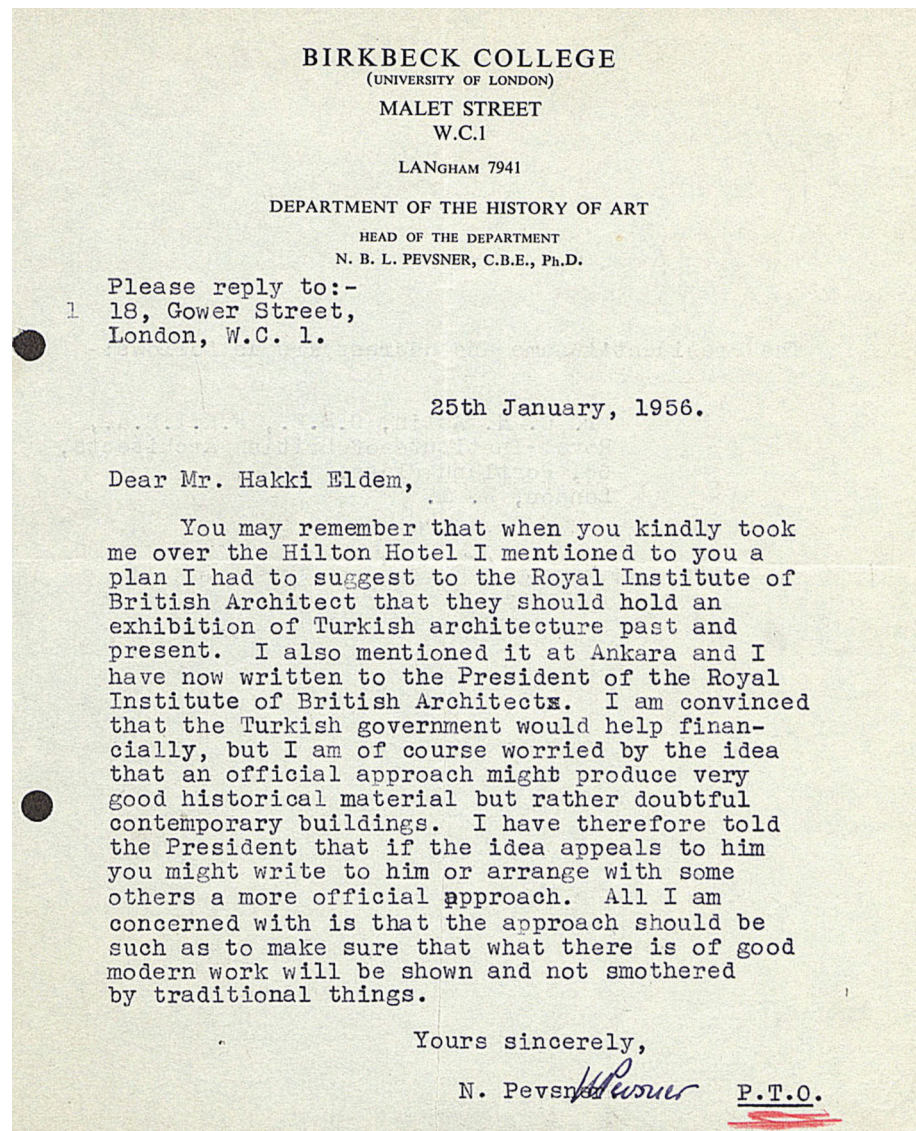 BIRKBECK COLLEGE
(UNIVERSITY OF LONDON)
MALET STREET
W.C.1
LANGHAM 7941
DEPARTMENT OF THE HISTORY OF ART
HEAD OF THE DEPARTMENT
N. B. L. PEVSNER, C.B.E., Ph.D.
Please reply to:-
1 18, Gower Street,
London, W.C. 1.
25th January, 1956.
Dear Mr. Hakki Eldem,
You may remember that when you kindly took
me over the Hilton Hotel I mentioned to you a
plan I had to suggest to the Royal Institute of
British Architect that they should hold an
exhibition of Turkish architecture past and
present. I also mentioned it at Ankara and I
have now written to the President of the Royal
Institute of British Architects. I am convinced
that the Turkish government would help finan-
cially, but I am of course worried by the idea
that an official approach might produce very
good historical material but rather doubtful
contemporary buildings. I have therefore told
the President that if the idea appeals to him
you might write to him or arrange with some
others a more official approach. All I am
concerned with is that the approach should be
such as to make sure that what there is of good
modern work will be shown and not smothered
by traditional things.
Yours sincerely,
N. Pevsner Pevsner P.T.O.